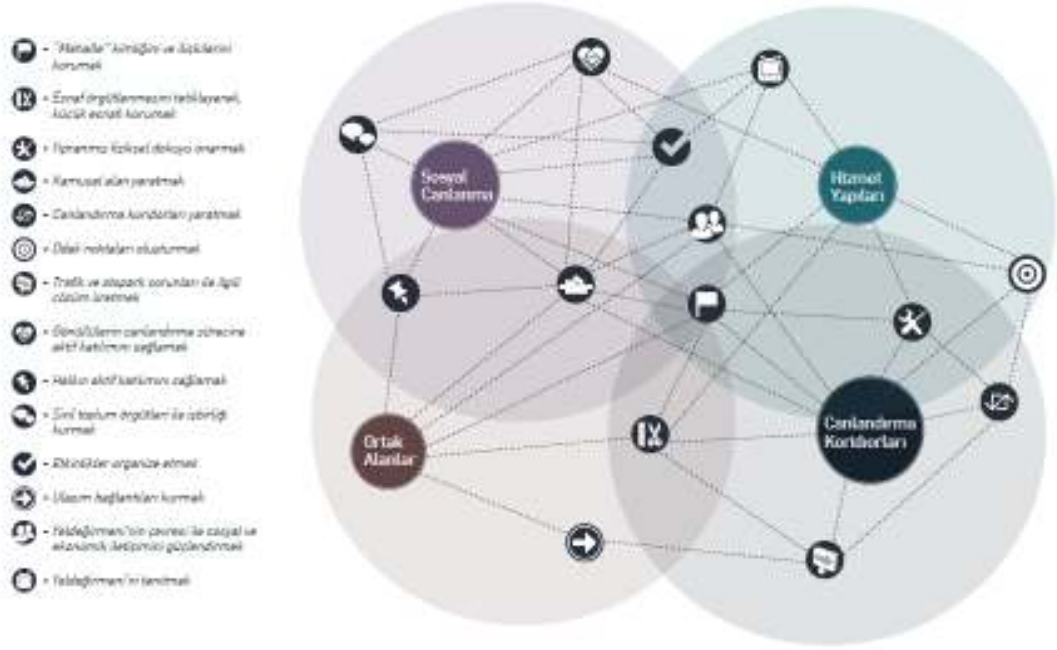 - "Mahalle" kimliğini ve ilişkilerini
korumak
- Esnaf örgütlenmesini tetikleyerek,
küçük esnafı korumak
- Yıpranmış fiziksel dokuyu onarmak
- Kamusal alan yaratmak
- Canlandırma koridorları yaratmak
- Odak noktaları oluşturmak
- Trafik ve otopark sorunları ile ilgili
çözüm üretmek
- Gönüllülerin canlandırma sürecine
aktif katılımını sağlamak
- Halkın aktif katılımını sağlamak
- Sivil toplum örgütleri ile işbirliği
kurmak
- Etkinlikler organize etmek
- Ulaşım bağlantıları kurmak
- Yeldeğirmeni'nin çevresi ile sosyal ve
ekonomik iletişimini güçlendirmek
- Yeldeğirmeni'ni tanıtmak
Sosyal
Canlanma
Hizmet
Yapıları
Ortak
Alanlar
Canlandırma
Koridorları